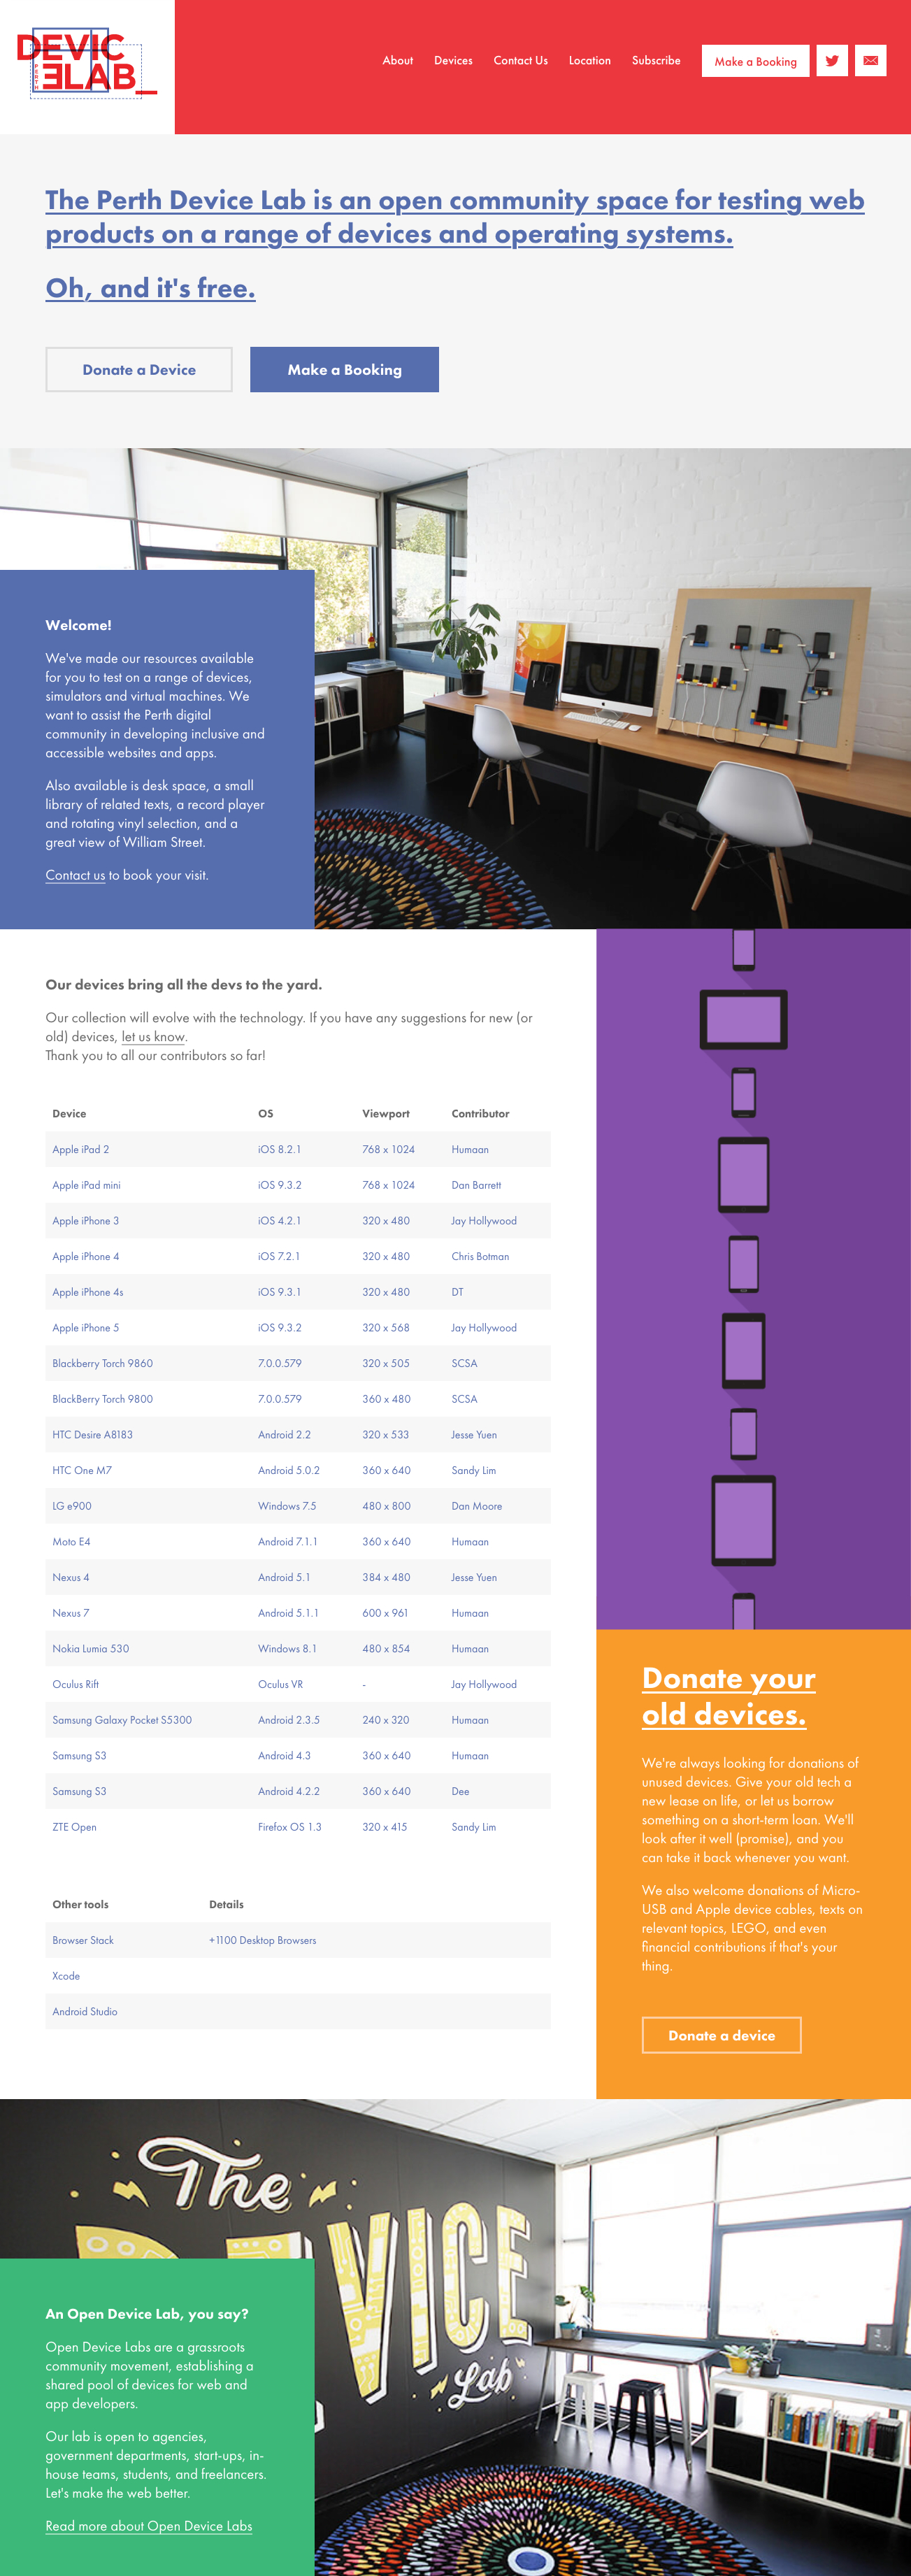 DEVIC
PERTH
ELAB_
About Devices Contact Us Location Subscribe Make a Booking
The Perth Device Lab is an open community space for testing web
products on a range of devices and operating systems.
Oh, and it's free.
Donate a Device Make a Booking
Welcome!
We've made our resources available
for you to test on a range of devices,
simulators and virtual machines. We
want to assist the Perth digital
community in developing inclusive and
accessible websites and apps.
Also available is desk space, a small
library of related texts, a record player
and rotating vinyl selection, and a
great view of William Street.
Contact us to book your visit.
Our devices bring all the devs to the yard.
Our collection will evolve with the technology. If you have any suggestions for new (or
old) devices, let us know.
Thank you to all our contributors so far!
Device OS Viewport Contributor
Apple iPad 2 iOS 8.2.1 768 x 1024 Humaan
Apple iPad mini iOS 9.3.2 768 x 1024 Dan Barrett
Apple iPhone 3 iOS 4.2.1 320 x 480 Jay Hollywood
Apple iPhone 4 iOS 7.2.1 320 x 480 Chris Botman
Apple iPhone 4s iOS 9.3.1 320 x 480 DT
Apple iPhone 5 iOS 9.3.2 320 x 568 Jay Hollywood
Blackberry Torch 9860 7.0.0.579 320 x 505 SCSA
BlackBerry Torch 9800 7.0.0.579 360 x 480 SCSA
HTC Desire A8183 Android 2.2 320 x 533 Jesse Yuen
HTC One M7 Android 5.0.2 360 x 640 Sandy Lim
LG e900 Windows 7.5 480 x 800 Dan Moore
Moto E4 Android 7.1.1 360 x 640 Humaan
Nexus 4 Android 5.1 384 x 480 Jesse Yuen
Nexus 7 Android 5.1.1 600 x 961 Humaan
Nokia Lumia 530 Windows 8.1 480 x 854 Humaan
Oculus Rift Oculus VR - Jay Hollywood
Samsung Galaxy Pocket S5300 Android 2.3.5 240 x 320 Humaan
Samsung S3 Android 4.3 360 x 640 Humaan
Samsung S3 Android 4.2.2 360 x 640 Dee
ZTE Open Firefox OS 1.3 320 x 415 Sandy Lim
Other tools Details
Browser Stack +1100 Desktop Browsers
Xcode
Android Studio
Donate your
old devices.
We're always looking for donations of
unused devices. Give your old tech a
new lease on life, or let us borrow
something on a short-term loan. We'll
look after it well (promise), and you
can take it back whenever you want.
We also welcome donations of Micro-
USB and Apple device cables, texts on
relevant topics, LEGO, and even
financial contributions if that's your
thing.
Donate a device
The
DEVICE
Lab
An Open Device Lab, you say?
Open Device Labs are a grassroots
community movement, establishing a
shared pool of devices for web and
app developers.
Our lab is open to agencies,
government departments, start-ups, in-
house teams, students, and freelancers.
Let's make the web better.
Read more about Open Device Labs